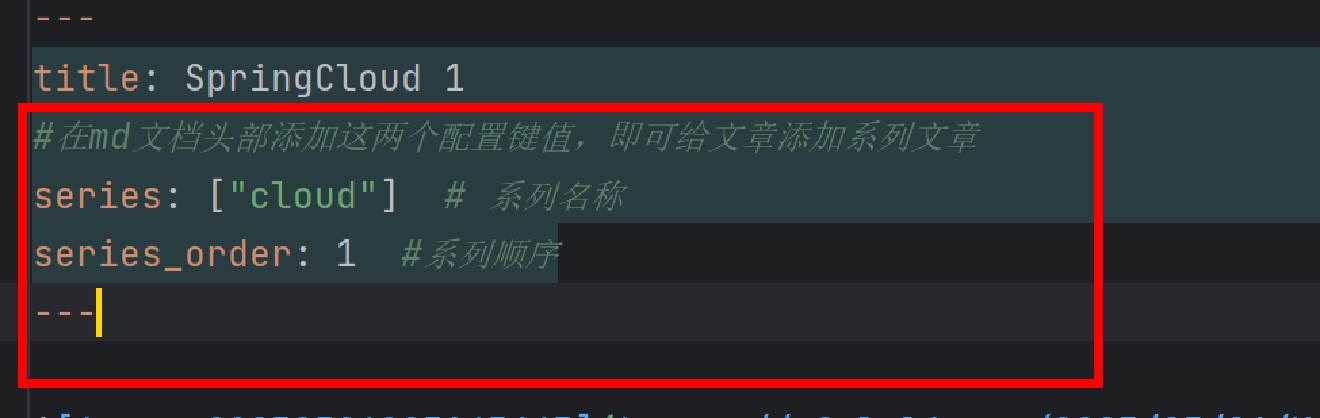 ---
title: SpringCloud 1
#在md文档头部添加这两个配置键值，即可给文章添加系列文章
series: ["cloud"]  # 系列名称
series_order: 1  #系列顺序
---